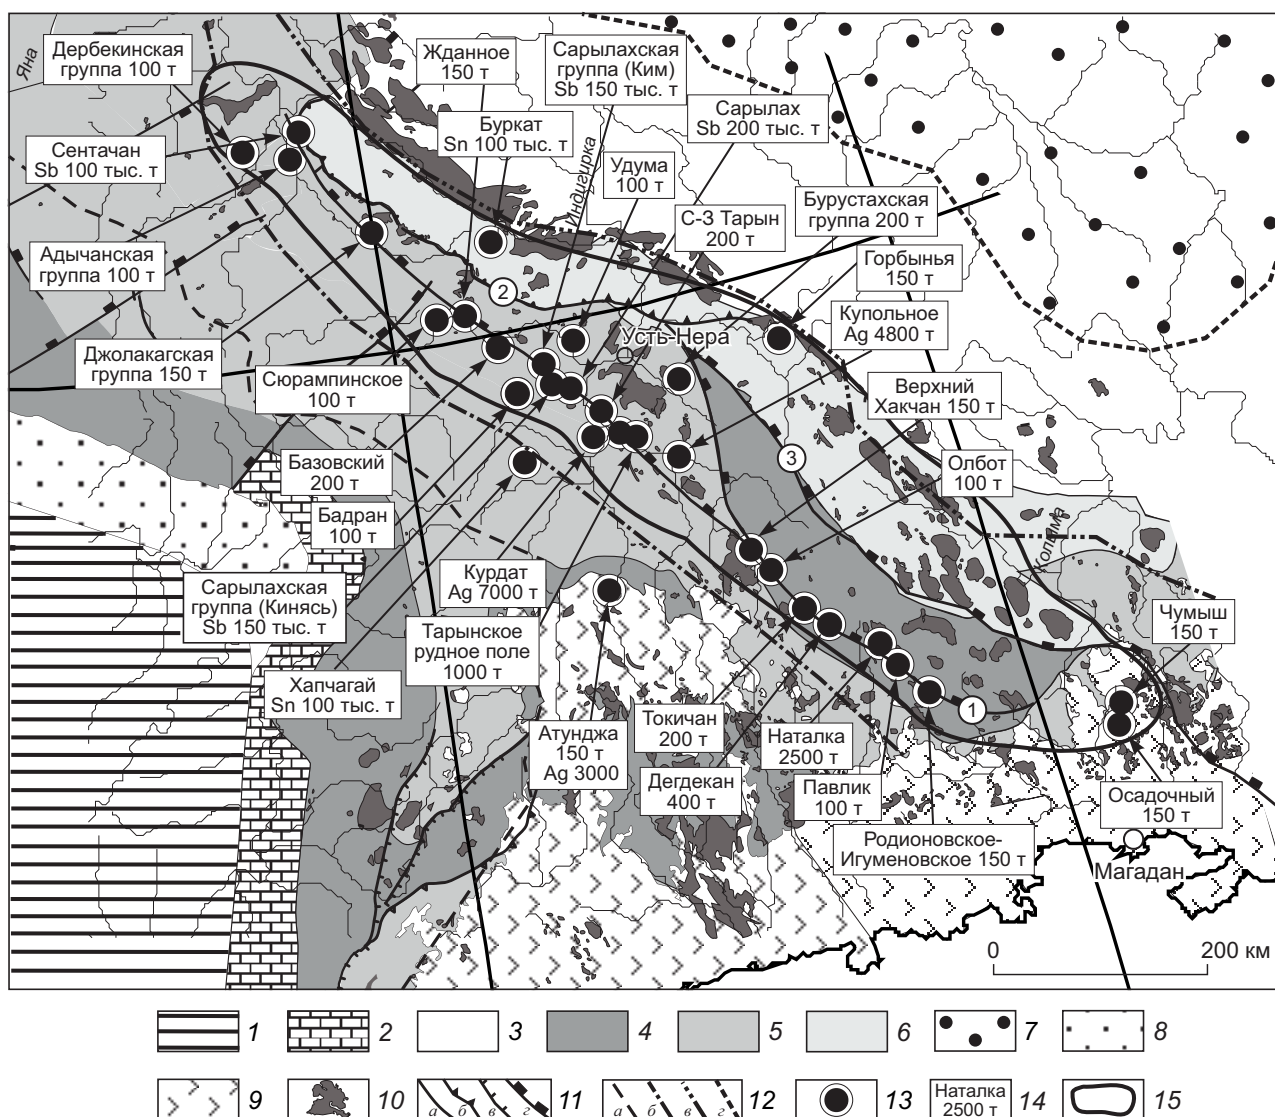 Дербекинская
группа 100 т
Жданное
150 т
Сарылахская
группа (Ким)
Sb 150 тыс. т
Яна
Буркат
Sn 100 тыс. т
Сарылах
Sb 200 тыс. т
Сентачан
Sb 100 тыс. т
Индигирка
Удума
100 т
Бурустахская
группа 200 т
С-З Тарын
200 т
Адычанская
группа 100 т
Горбынья
150 т
2
Купольное
Ag 4800 т
Усть-Нера
Джолакагская
группа 150 т
Сюрампинское
100 т
Верхний
Хакчан 150 т
3
Базовский
200 т
Олбот
100 т
Бадран
100 т
Колыма
Курдат
Ag 7000 т
Сарылахская
группа (Кинясь)
Sb 150 тыс. т
Чумыш
150 т
Тарынское
рудное поле
1000 т
Хапчагай
Sn 100 тыс. т
1
Атунджа
150 т
Ag 3000
Токичан
200 т
Наталка
2500 т
Дегдекан
400 т
Павлик
100 т
Осадочный
150 т
Родионовское-
Игуменовское 150 т
Магадан
0 200 км
1 2 3 4 5 6 7 8
9 10 а б в г 11 а б в г 12 13 Наталка
2500 т 14 15